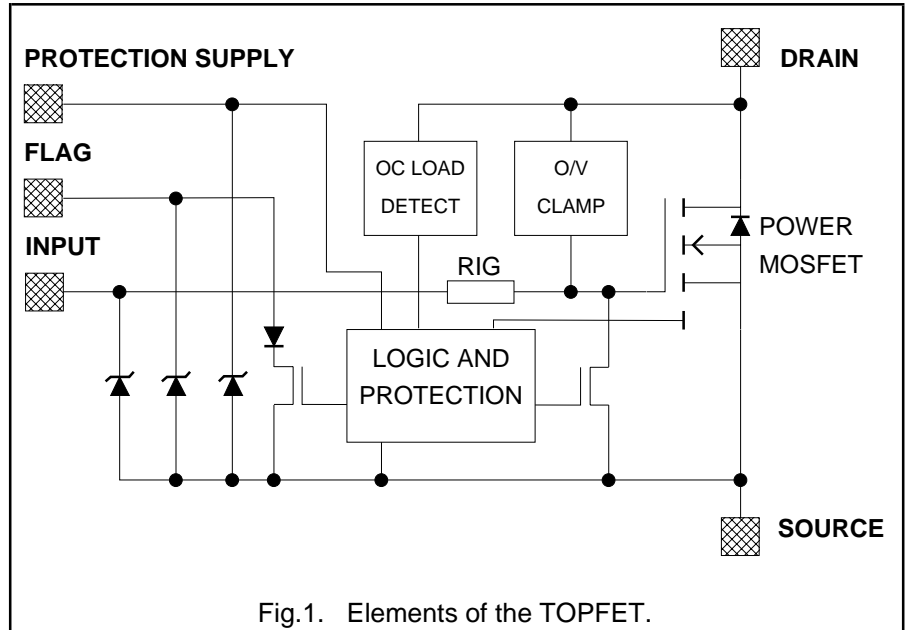 PROTECTION SUPPLY
DRAIN
FLAG
OC LOAD
DETECT
O/V
CLAMP
INPUT
RIG
POWER
MOSFET
LOGIC AND
PROTECTION
SOURCE
Fig.1. Elements of the TOPFET.